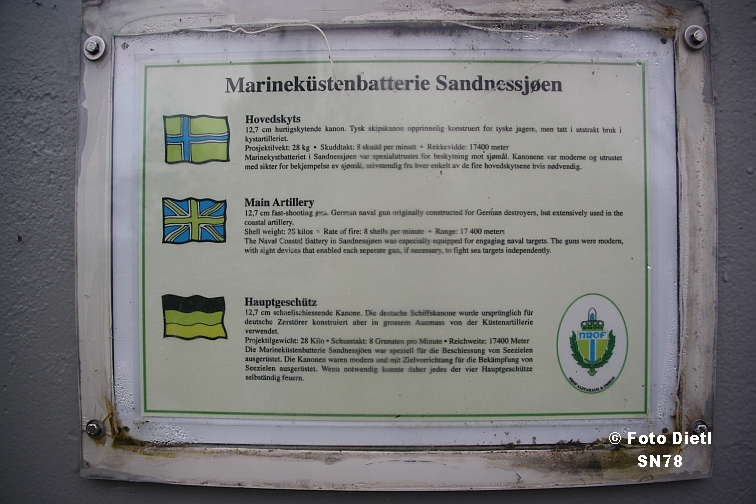 Marineküstenbatterie Sandnessjøen
Hovedskyts
12,7 cm hurtigskytende kanon. Tysk skipskanon opprinnelig konstruert for tyske jagere, men tatt i utstrakt bruk i
kystartilleriet.
Prosjektilvekt: 28 kg • Skuddtakt: 8 skudd per minutt • Rekkevidde: 17400 meter
Marinekystbatteriet i Sandnessjøen var spesialutrustet for beskytning mot sjømål. Kanonene var moderne og utrustet
med sikter for bekjempelse av sjømål, selvstendig fra hver enkelt av de fire hovedskytsene hvis nødvendig.
Main Artillery
12,7 cm fast-shooting gun. German naval gun originally constructed for German destroyers, but extensively used in the
coastal artillery.
Shell weight: 25 kilos • Rate of fire: 8 shells per minute • Range: 17 400 meters
The Naval Coastal Battery in Sandnessjøen was especially equipped for engaging naval targets. The guns were modern,
with sight devices that enabled each seperate gun, if necessary, to fight sea targets independently.
Hauptgeschütz
12,7 cm schnellschiessende Kanone. Die deutsche Schiffskanone wurde ursprünglich für
deutsche Zerstörer konstruiert aber in grossem Ausmass von der Küstenartillerie
verwendet.
Projektilgewicht: 28 Kilo • Schusstakt: 8 Granaten pro Minute • Reichweite: 17400 Meter
Die Marineküstenbatterie Sandnessjøen war speziell für die Beschiessung von Seezielen
ausgerüstet. Die Kanonen waren modern und mit Zielvorrichtung für die Bekämpfung von
Seezielen ausgerüstet. Wenn notwendig konnte daher jedes der vier Hauptgeschütze
selbständig feuern.
NROF
© Foto Dietl
SN78